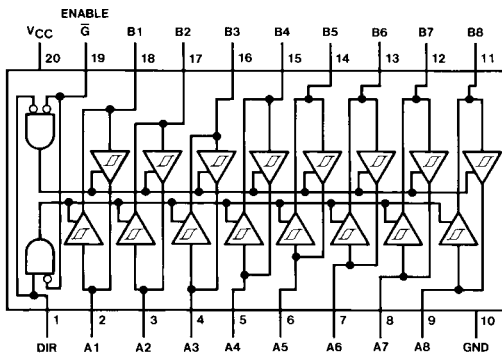 ENABLE
VCC G B1 B2 B3 B4 B5 B6 B7 B8
20 19 18 17 16 15 14 13 12 11
1 2 3 4 5 6 7 8 9 10
DIR A1 A2 A3 A4 A5 A6 A7 A8 GND